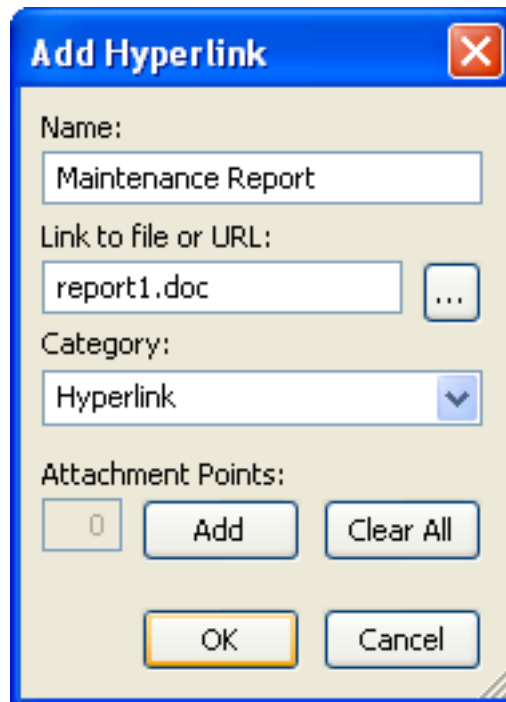 Add Hyperlink
Name:
Maintenance Report
Link to file or URL:
report1.doc
...
Category:
Hyperlink
Attachment Points:
0 Add Clear All
OK Cancel